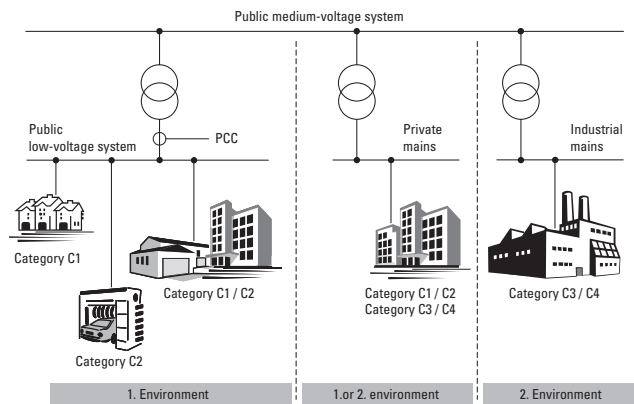 Public medium-voltage system
Public
low-voltage system
PCC
Private
mains
Industrial
mains
Category C1
Category C1 / C2
Category C2
Category C1 / C2
Category C3 / C4
Category C3 / C4
1. Environment
1.or 2. environment
2. Environment